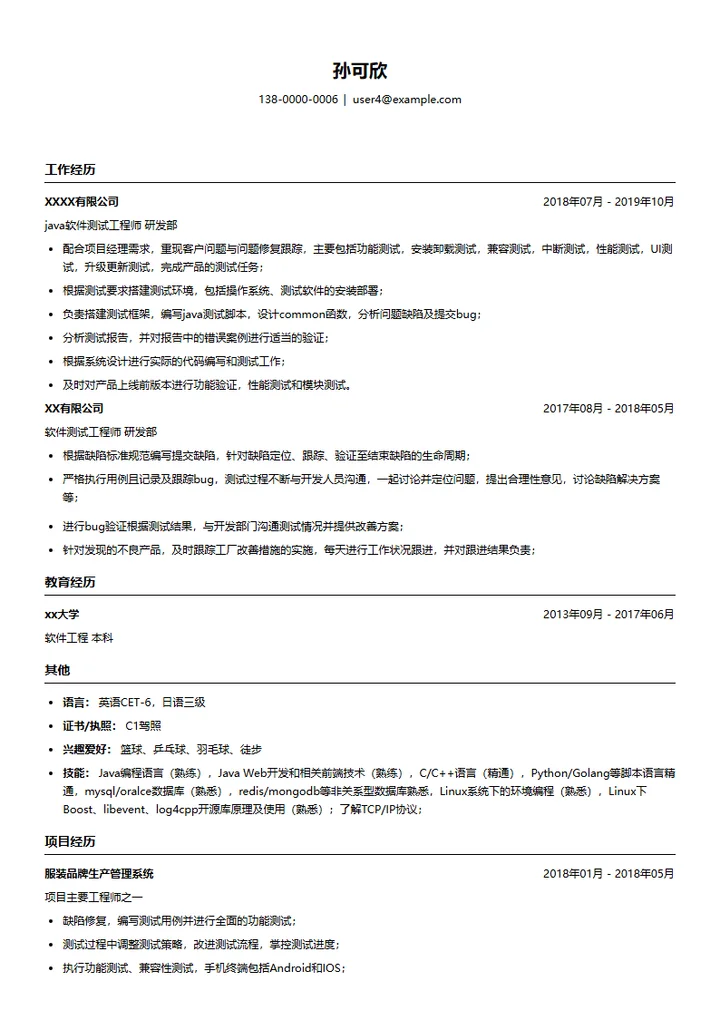 孙可欣
138-0000-0006 | user4@example.com
工作经历
XXXX有限公司 2018年07月 - 2019年10月
java软件测试工程师 研发部
• 配合项目经理需求，重现客户问题与问题修复跟踪，主要包括功能测试，安装卸载测试，兼容测试，中断测试，性能测试，UI测
试，升级更新测试，完成产品的测试任务；
• 根据测试要求搭建测试环境，包括操作系统、测试软件的安装部署；
• 负责搭建测试框架，编写java测试脚本，设计common函数，分析问题缺陷及提交bug；
• 分析测试报告，并对报告中的错误案例进行适当的验证；
• 根据系统设计进行实际的代码编写和测试工作；
• 及时对产品上线前版本进行功能验证，性能测试和模块测试。
XX有限公司 2017年08月 - 2018年05月
软件测试工程师 研发部
• 根据缺陷标准规范编写提交缺陷，针对缺陷定位、跟踪、验证至结束缺陷的生命周期；
• 严格执行用例且记录及跟踪bug，测试过程不断与开发人员沟通，一起讨论并定位问题，提出合理性意见，讨论缺陷解决方案
等；
• 进行bug验证根据测试结果，与开发部门沟通测试情况并提供改善方案；
• 针对发现的不良产品，及时跟踪工厂改善措施的实施，每天进行工作状况跟进，并对跟进结果负责；
教育经历
xx大学 2013年09月 - 2017年06月
软件工程 本科
其他
• 语言： 英语CET-6，日语三级
• 证书/执照： C1驾照
• 兴趣爱好： 篮球、乒乓球、羽毛球、徒步
• 技能： Java编程语言（熟练），Java Web开发和相关前端技术（熟练），C/C++语言（精通），Python/Golang等脚本语言精
通，mysql/oralce数据库（熟悉），redis/mongodb等非关系型数据库熟悉，Linux系统下的环境编程（熟悉），Linux下
Boost、libevent、log4cpp开源库原理及使用（熟悉）；了解TCP/IP协议；
项目经历
服装品牌生产管理系统 2018年01月 - 2018年05月
项目主要工程师之一
• 缺陷修复，编写测试用例并进行全面的功能测试；
• 测试过程中调整测试策略，改进测试流程，掌控测试进度；
• 执行功能测试、兼容性测试，手机终端包括Android和IOS；